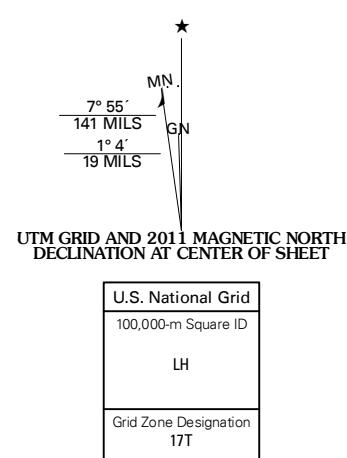 ★
MN
7° 55´
141 MILS
GN
1° 4´
19 MILS
UTM GRID AND 2011 MAGNETIC NORTH
DECLINATION AT CENTER OF SHEET
U.S. National Grid
100,000-m Square ID
LH
Grid Zone Designation
17T